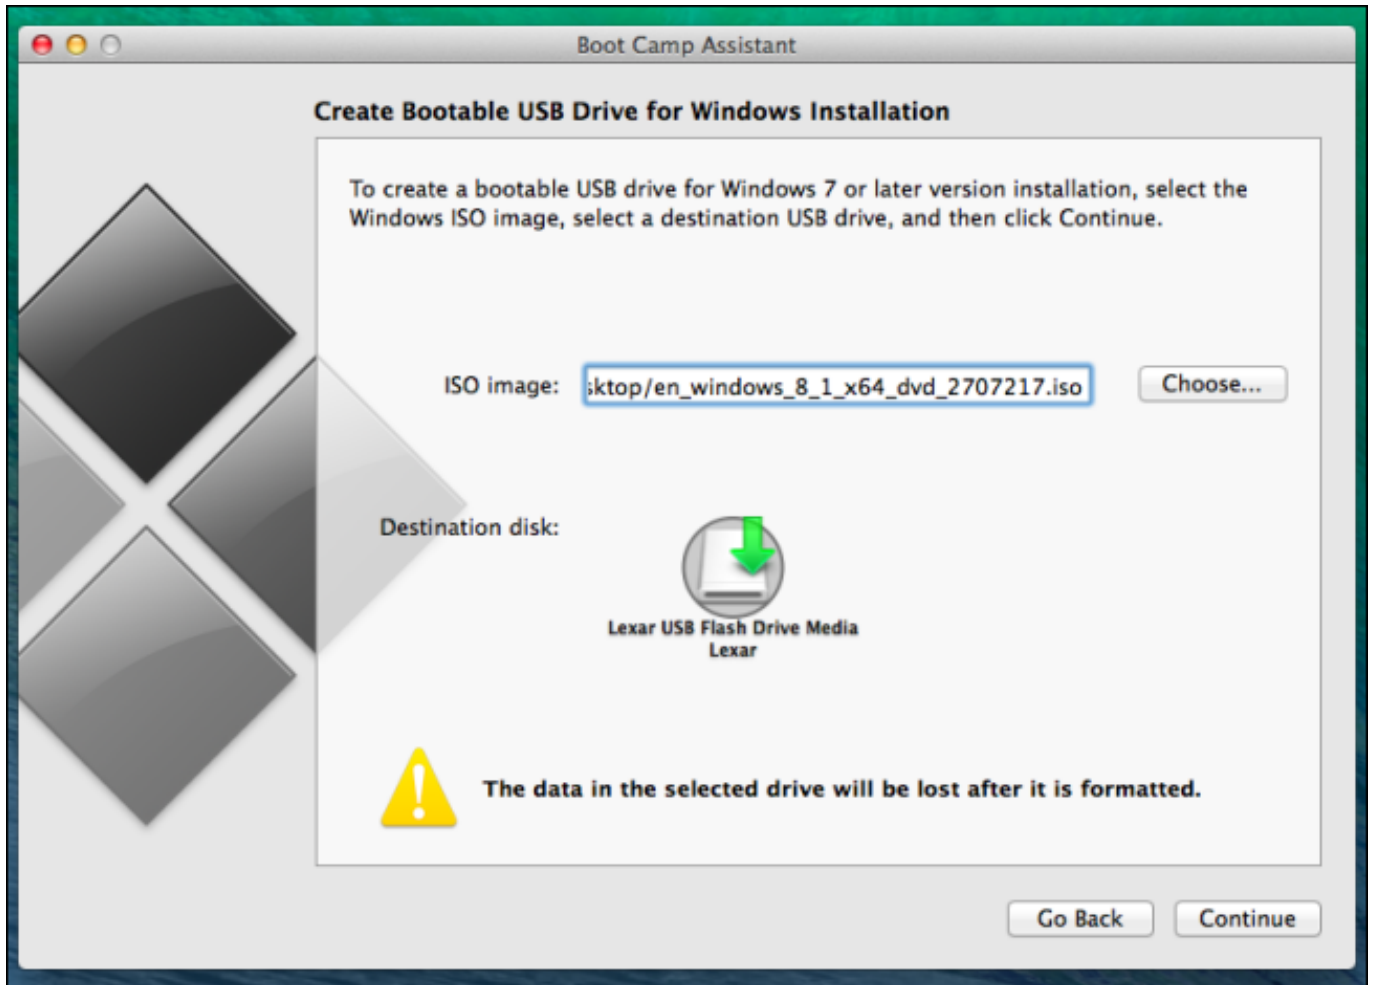 Boot Camp Assistant
Create Bootable USB Drive for Windows Installation
To create a bootable USB drive for Windows 7 or later version installation, select the
Windows ISO image, select a destination USB drive, and then click Continue.
ISO image: sktop/en_windows_8_1_x64_dvd_2707217.iso Choose...
Destination disk:
Lexar USB Flash Drive Media
Lexar
The data in the selected drive will be lost after it is formatted.
Go Back Continue